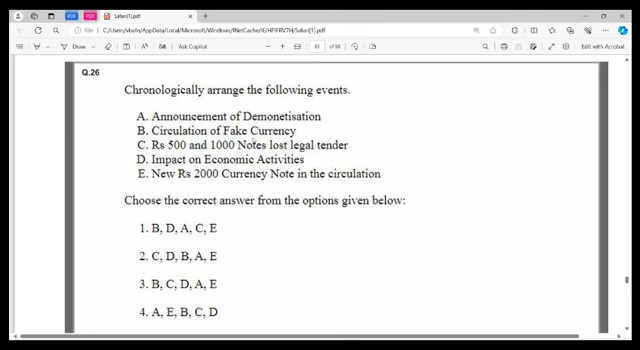 Safari[1].pdf
File
C:/Users/vbafn/AppData/Local/Microsoft/Windows/INetCache/IE/HPIFRV7H/Safari[1].pdf
Draw
Ask Copilot
81
of
Edit with Acrobat
Q.26
Chronologically arrange the following events.
A. Announcement of Demonetisation
B. Circulation of Fake Currency
C. Rs 500 and 1000 Notes lost legal tender
D. Impact on Economic Activities
E. New Rs 2000 Currency Note in the circulation
Choose the correct answer from the options given below:
1. B, D, A, C, E
2. C, D, B, A, E
3. B, C, D, A, E
4. A, E, B, C, D